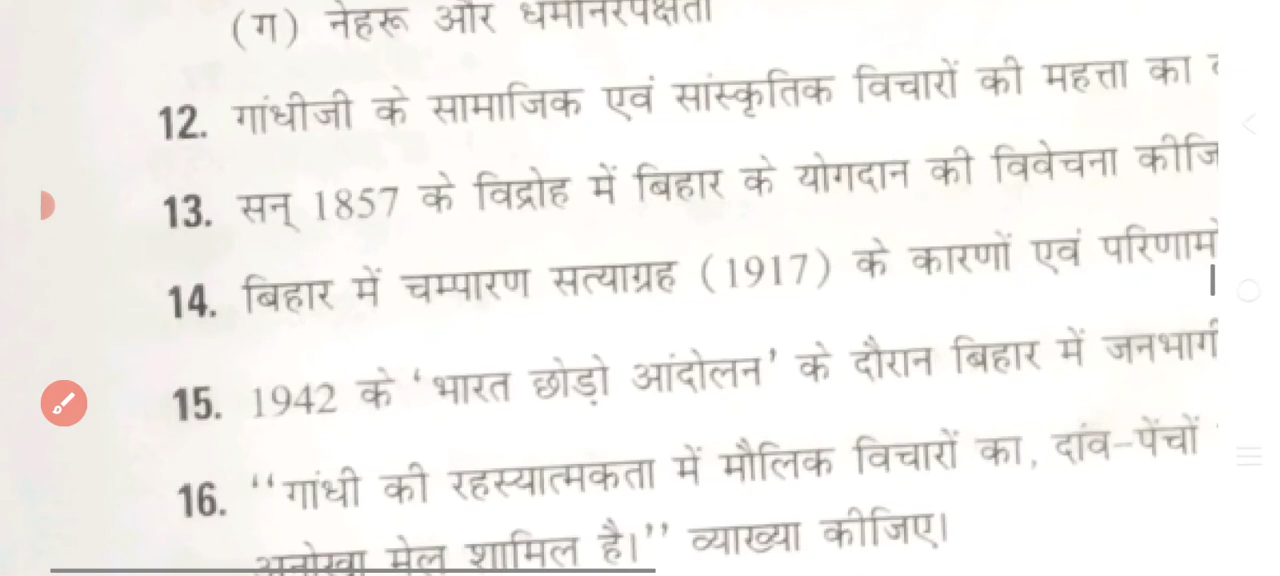 (ग) नेहरू और धर्मनिरपेक्षता
12. गांधीजी के सामाजिक एवं सांस्कृतिक विचारों की महत्ता का
13. सन् 1857 के विद्रोह में बिहार के योगदान की विवेचना कीजि
14. बिहार में चम्पारण सत्याग्रह (1917) के कारणों एवं परिणामों
15. 1942 के ‘भारत छोड़ो आंदोलन’ के दौरान बिहार में जनभागी
16. “गांधी की रहस्यात्मकता में मौलिक विचारों का, दांव-पेंचों
अनोखा मेल शामिल है।” व्याख्या कीजिए।